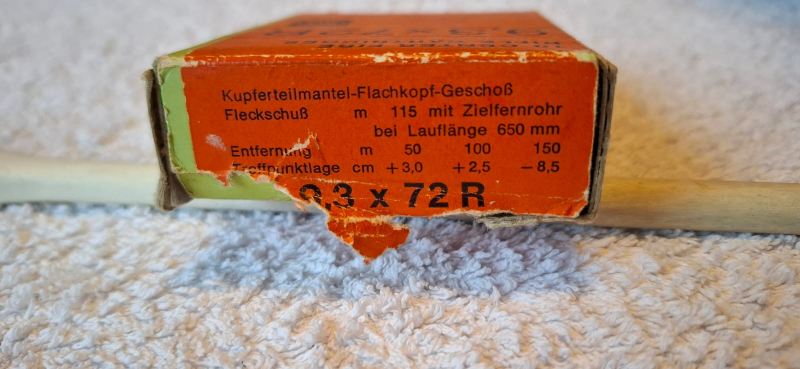 Kupferteilmantel-Flachkopf-Geschoß
Fleckschuß m 115 mit Zielfernrohr
bei Lauflänge 650 mm
Entfernung m 50 100 150
Treffpunktlage cm +3,0 +2,5 −8,5
9,3 x 72 R